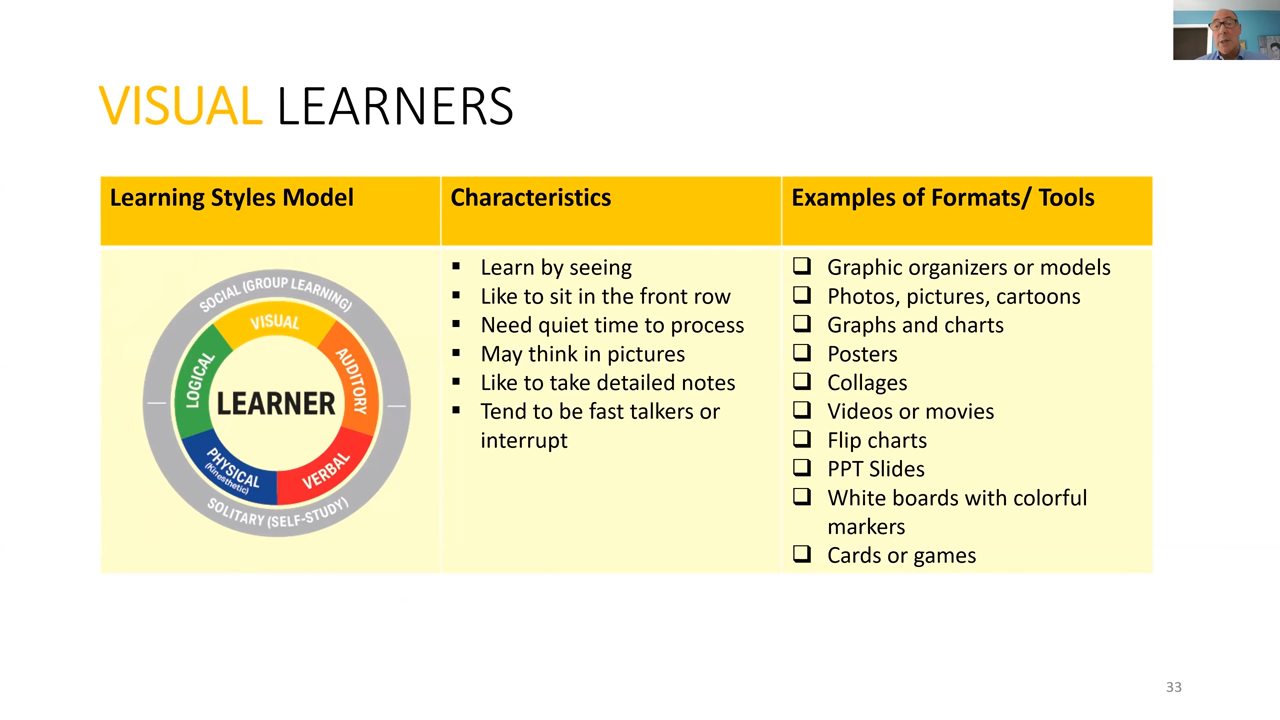 VISUAL LEARNERS
Learning Styles Model
Characteristics
Examples of Formats/ Tools
SOCIAL (GROUP LEARNING)
VISUAL
LOGICAL
AUDITORY
LEARNER
PHYSICAL
(Kinesthetic)
VERBAL
SOLITARY (SELF-STUDY)
▪ Learn by seeing
▪ Like to sit in the front row
▪ Need quiet time to process
▪ May think in pictures
▪ Like to take detailed notes
▪ Tend to be fast talkers or
interrupt
❑ Graphic organizers or models
❑ Photos, pictures, cartoons
❑ Graphs and charts
❑ Posters
❑ Collages
❑ Videos or movies
❑ Flip charts
❑ PPT Slides
❑ White boards with colorful
markers
❑ Cards or games
33